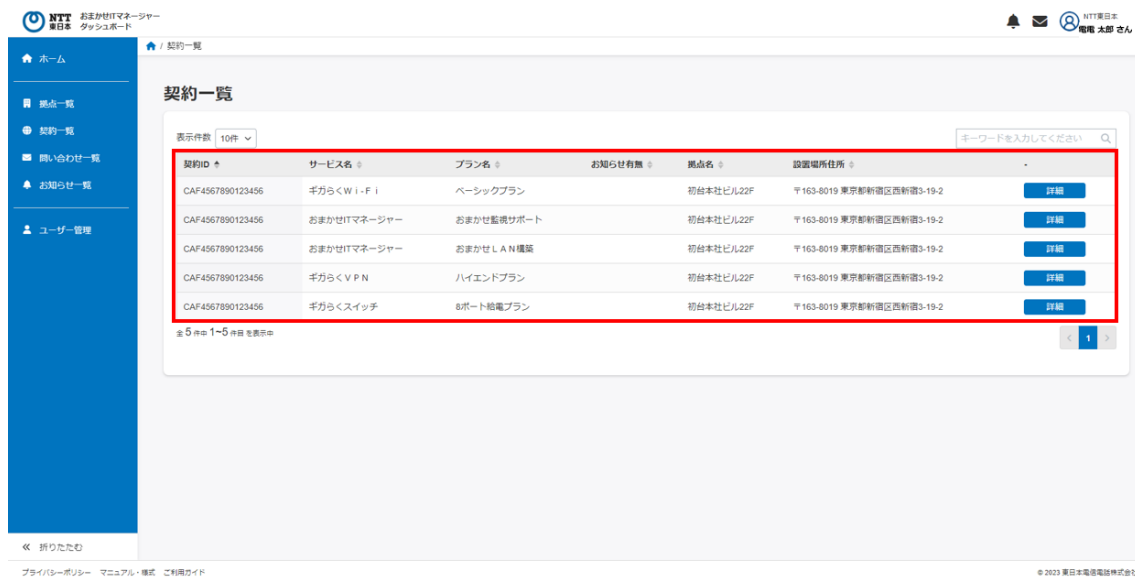 NTT 東日本 おまかせITマネージャー ダッシュボード
NTT東日本
電電 太郎 さん
ホーム
/ 契約一覧
拠点一覧
契約一覧
問い合わせ一覧
お知らせ一覧
ユーザー管理
契約一覧
表示件数 10件 キーワードを入力してください
契約ID サービス名 プラン名 お知らせ有無 拠点名 設置場所住所 -
CAF4567890123456 ギガらくWi-Fi ベーシックプラン 初台本社ビル22F 〒163-8019 東京都新宿区西新宿3-19-2 詳細
CAF4567890123456 おまかせITマネージャー おまかせ監視サポート 初台本社ビル22F 〒163-8019 東京都新宿区西新宿3-19-2 詳細
CAF4567890123456 おまかせITマネージャー おまかせLAN構築 初台本社ビル22F 〒163-8019 東京都新宿区西新宿3-19-2 詳細
CAF4567890123456 ギガらくVPN ハイエンドプラン 初台本社ビル22F 〒163-8019 東京都新宿区西新宿3-19-2 詳細
CAF4567890123456 ギガらくスイッチ 8ポート給電プラン 初台本社ビル22F 〒163-8019 東京都新宿区西新宿3-19-2 詳細
全 5 件中 1~5 件目 を表示中
< 1 >
« 折りたたむ
プライバシーポリシー マニュアル・様式 ご利用ガイド
© 2023 東日本電信電話株式会社